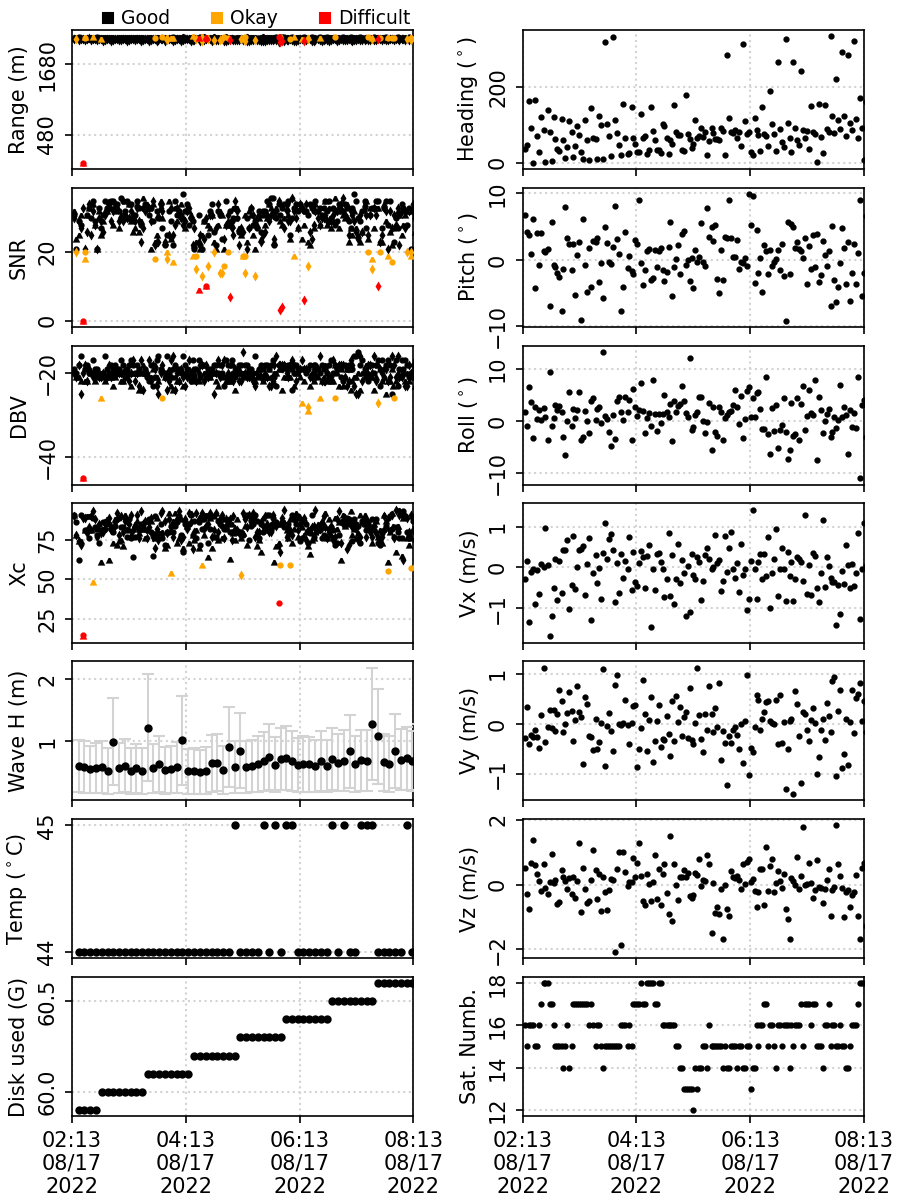 Good Okay Difficult
Range (m)
1680
480
Heading (°)
200
0
SNR
20
0
Pitch (°)
10
0
−10
DBV
−20
−40
Roll (°)
10
0
−10
Xc
75
50
25
Vx (m/s)
1
0
−1
Wave H (m)
2
1
Vy (m/s)
1
0
−1
Temp (°C)
45
44
Vz (m/s)
2
0
−2
Disk used (G)
60.5
60.0
Sat. Numb.
18
16
14
12
02:13 04:13 06:13 08:13
08/17 08/17 08/17 08/17
2022 2022 2022 2022
02:13 04:13 06:13 08:13
08/17 08/17 08/17 08/17
2022 2022 2022 2022